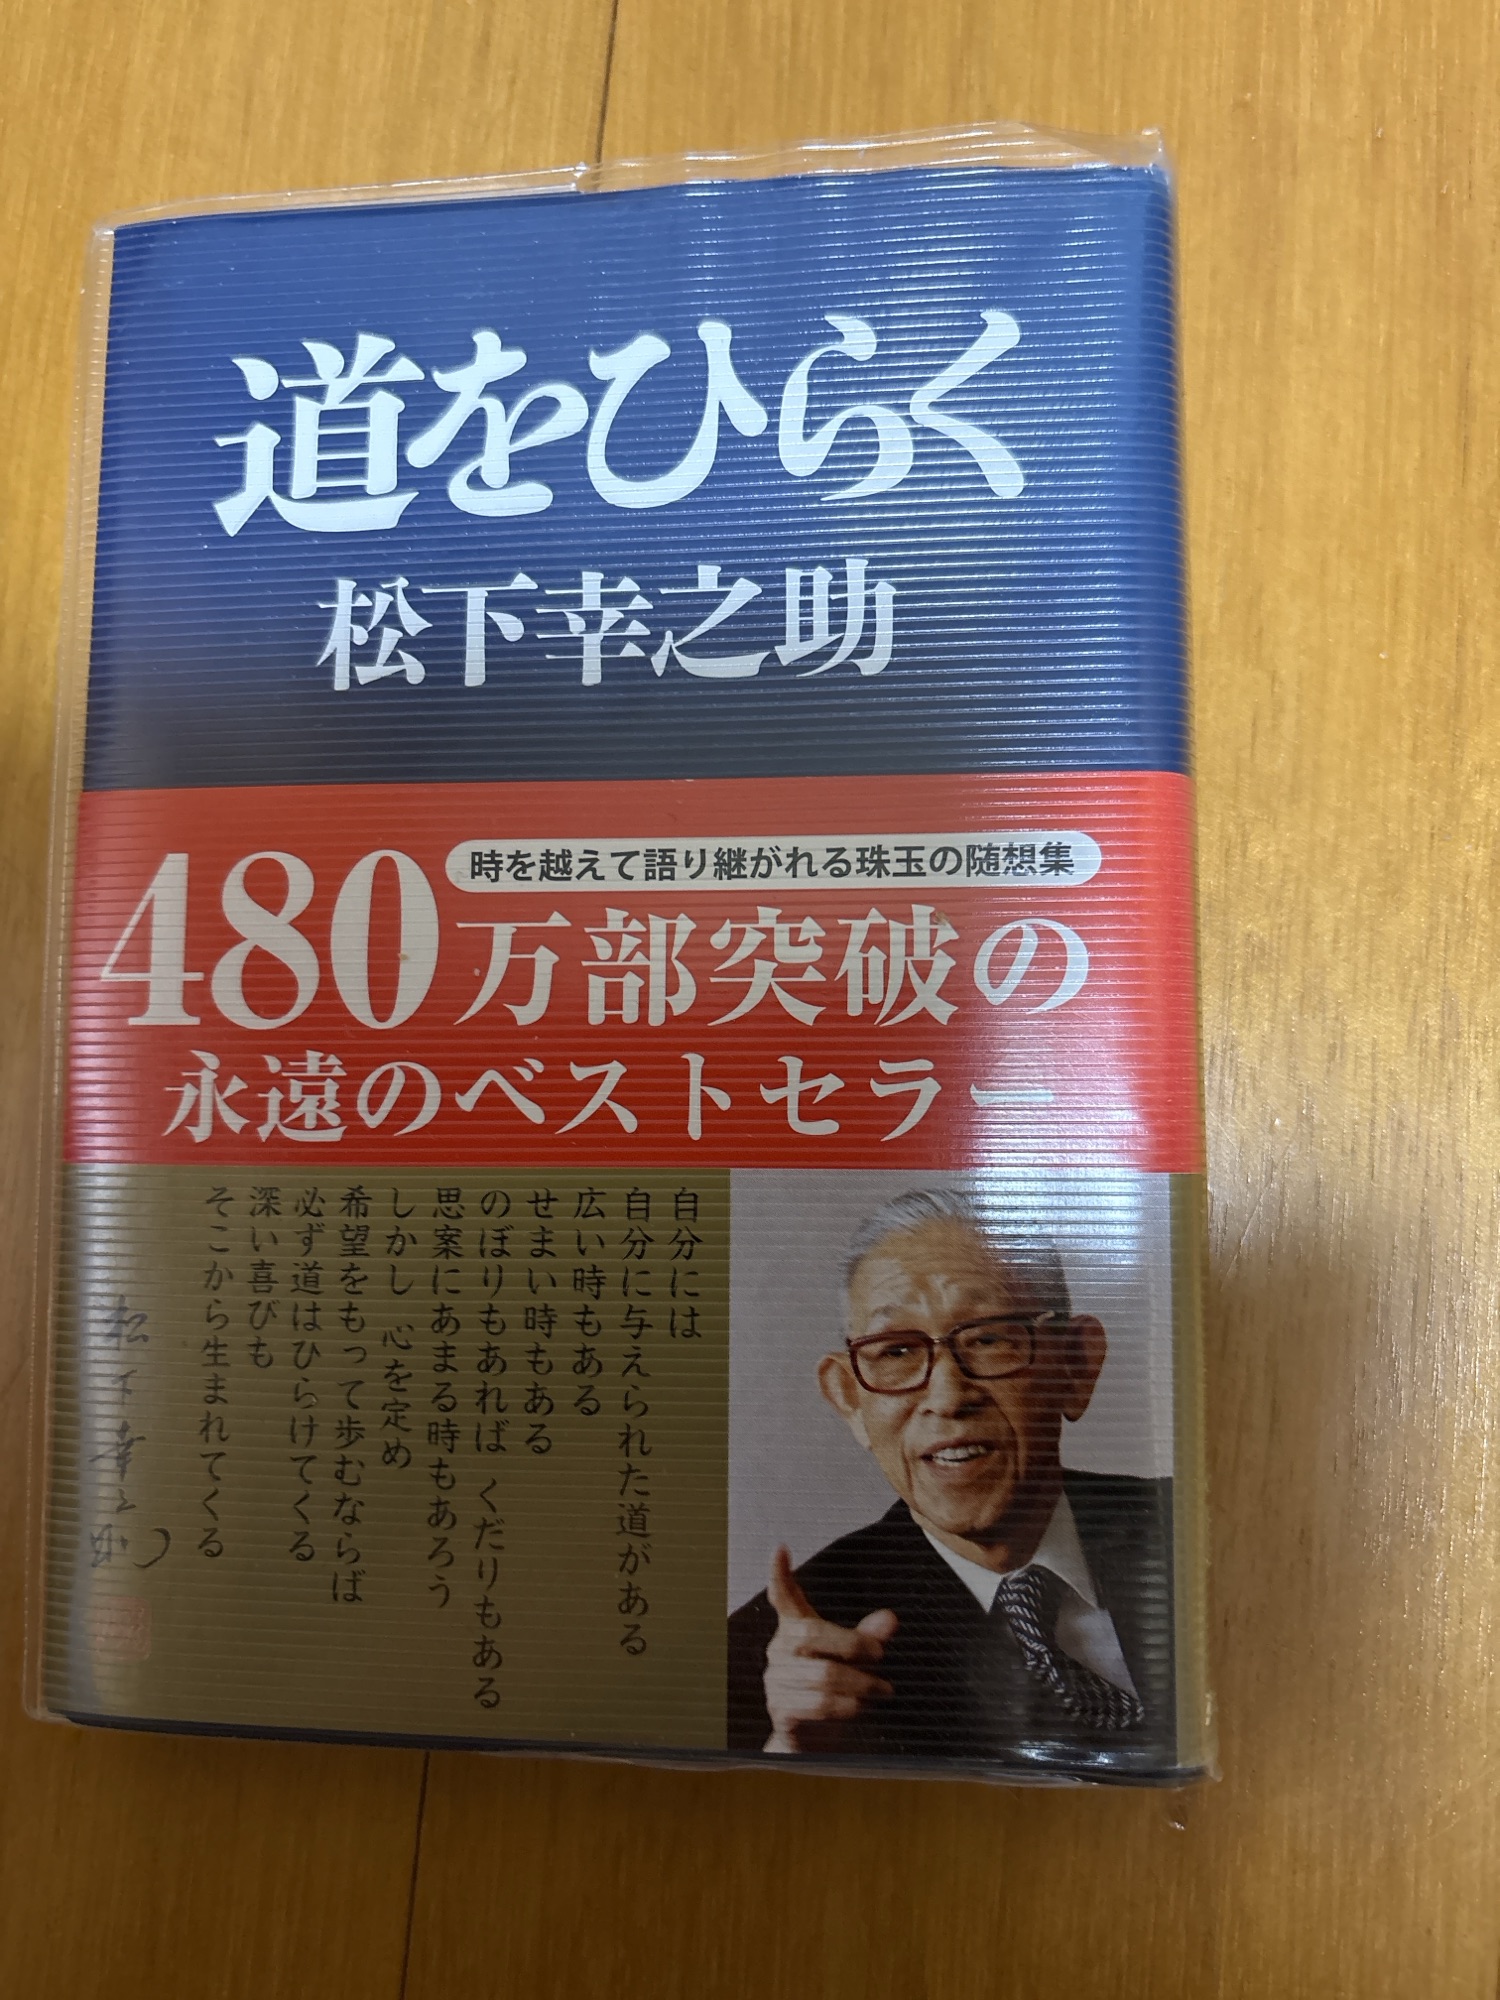 道をひらく
松下幸之助
時を越えて語り継がれる珠玉の随想集
480万部突破の
永遠のベストセラー
自分には
自分に与えられた道がある
広い時もある
せまい時もある
のぼりもあれば くだりもある
思案にあまる時もあろう
しかし 心を定め
希望をもって歩むならば
必ず道はひらけてくる
深い喜びも
そこから生まれてくる
松下幸之助